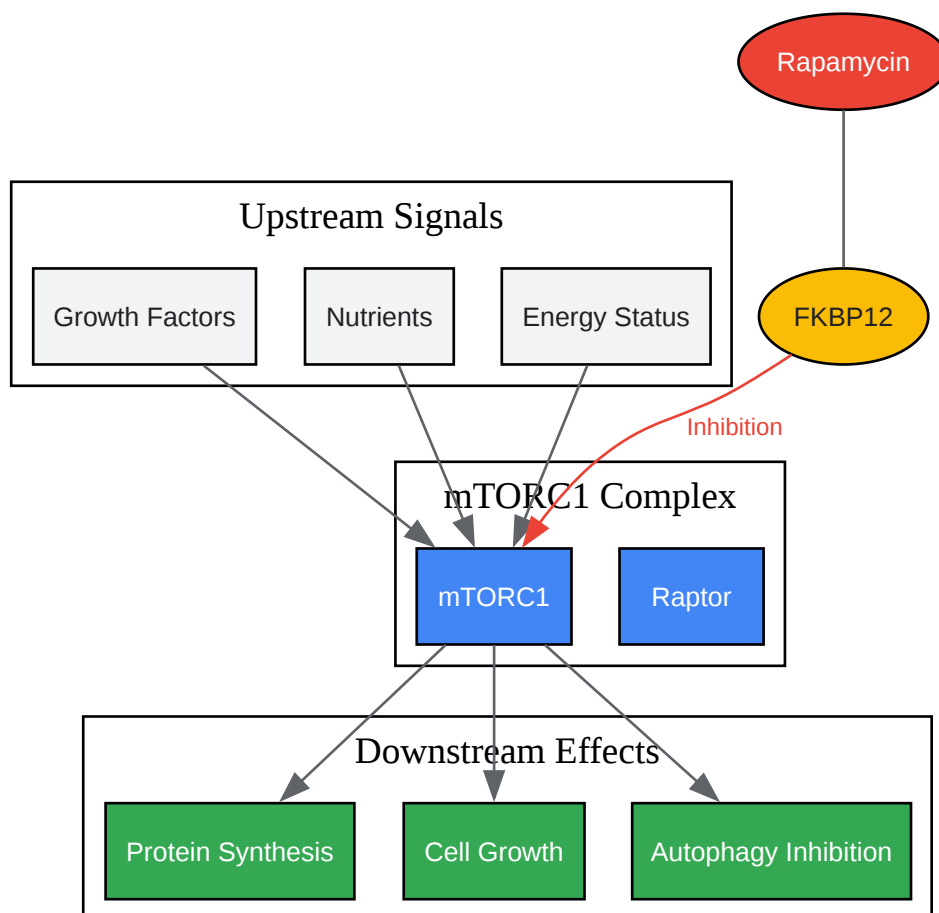 Rapamycin
Upstream Signals
Growth Factors
Nutrients
Energy Status
FKBP12
Inhibition
mTORC1 Complex
mTORC1
Raptor
Downstream Effects
Protein Synthesis
Cell Growth
Autophagy Inhibition